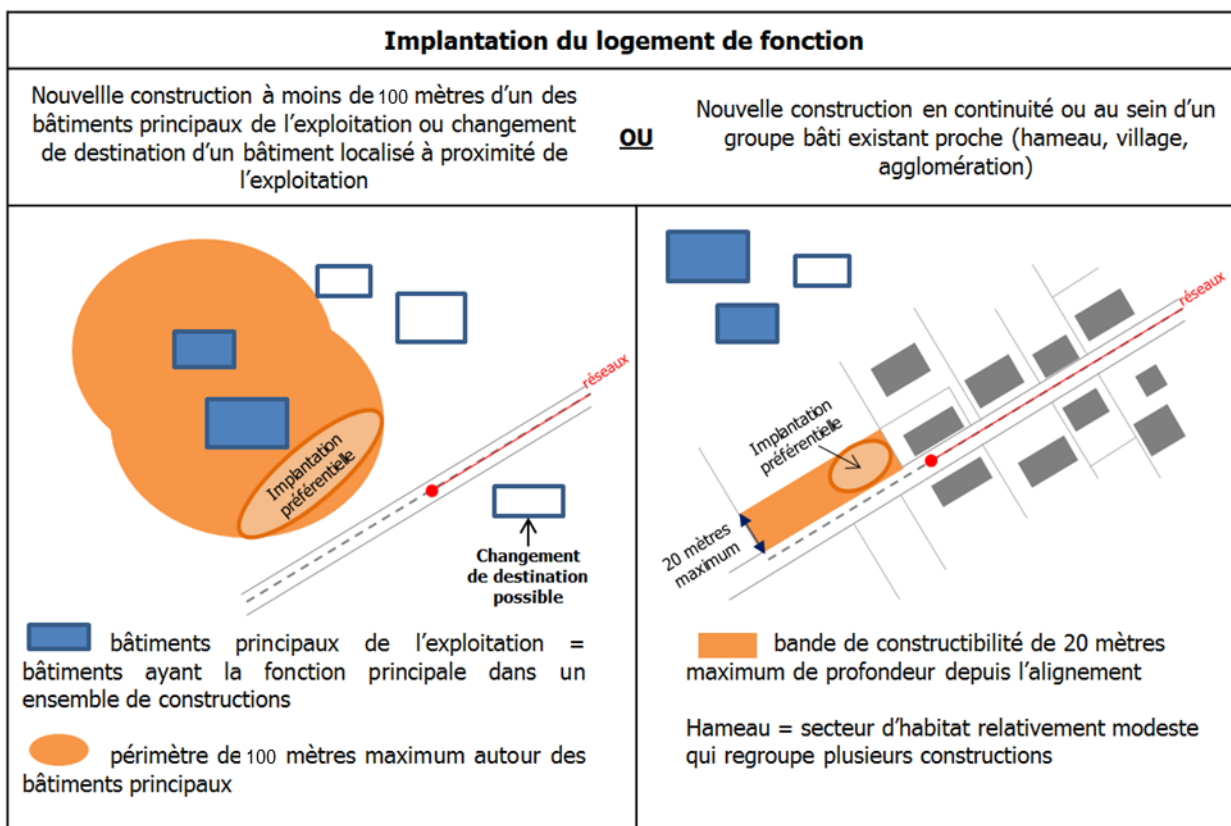 Implantation du logement de fonction
Nouvellle construction à moins de 100 mètres d'un des
bâtiments principaux de l'exploitation ou changement
de destination d'un bâtiment localisé à proximité de
l'exploitation
OU
Nouvelle construction en continuité ou au sein d'un
groupe bâti existant proche (hameau, village,
agglomération)
réseaux
Implantation
préférentielle
Changement
de destination
possible
bâtiments principaux de l'exploitation =
bâtiments ayant la fonction principale dans un
ensemble de constructions
périmètre de 100 mètres maximum autour des
bâtiments principaux
réseaux
Implantation
préférentielle
20 mètres
maximum
bande de constructibilité de 20 mètres
maximum de profondeur depuis l'alignement
Hameau = secteur d'habitat relativement modeste
qui regroupe plusieurs constructions